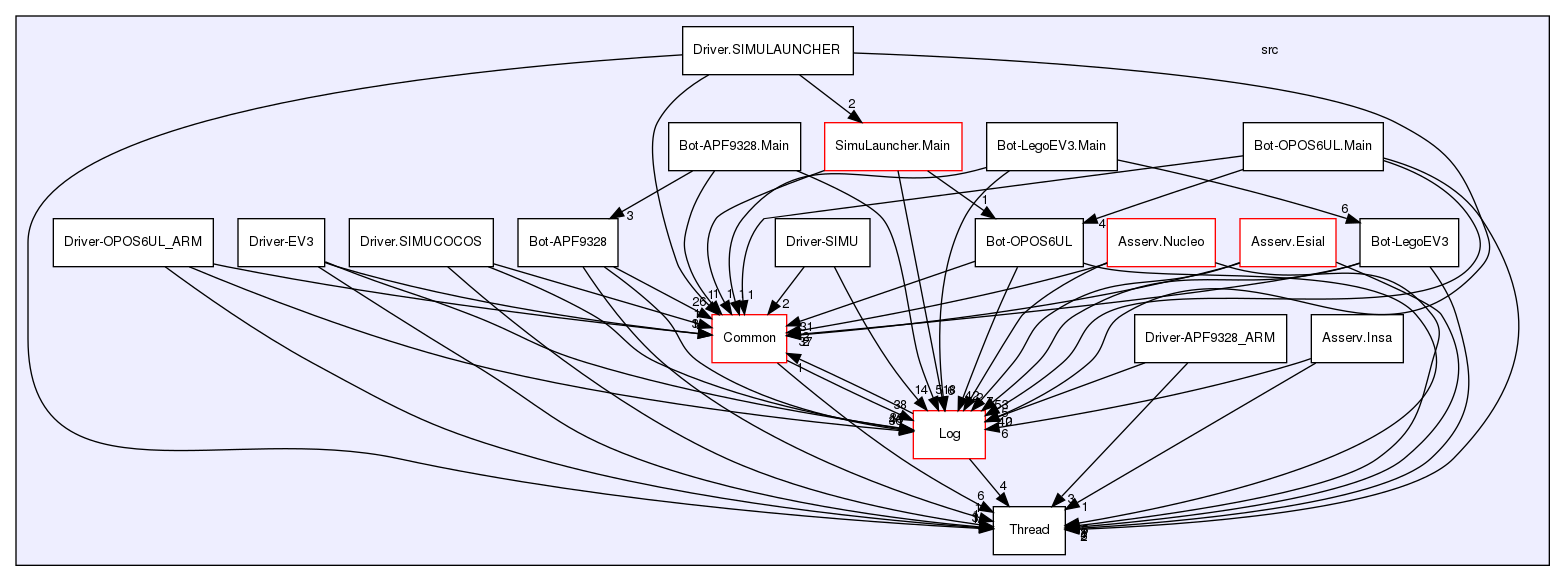 Driver.SIMULAUNCHER
src
2
Bot-APF9328.Main
SimuLauncher.Main
Bot-LegoEV3.Main
Bot-OPOS6UL.Main
3
1
4
6
Driver-OPOS6UL_ARM
Driver-EV3
Driver.SIMUCOCOS
Bot-APF9328
Driver-SIMU
Bot-OPOS6UL
Asserv.Nucleo
Asserv.Esial
Bot-LegoEV3
26
1
1
1
2
31
Common
Driver-APF9328_ARM
Asserv.Insa
1
38
14
6
Log
4
6
3
1
Thread